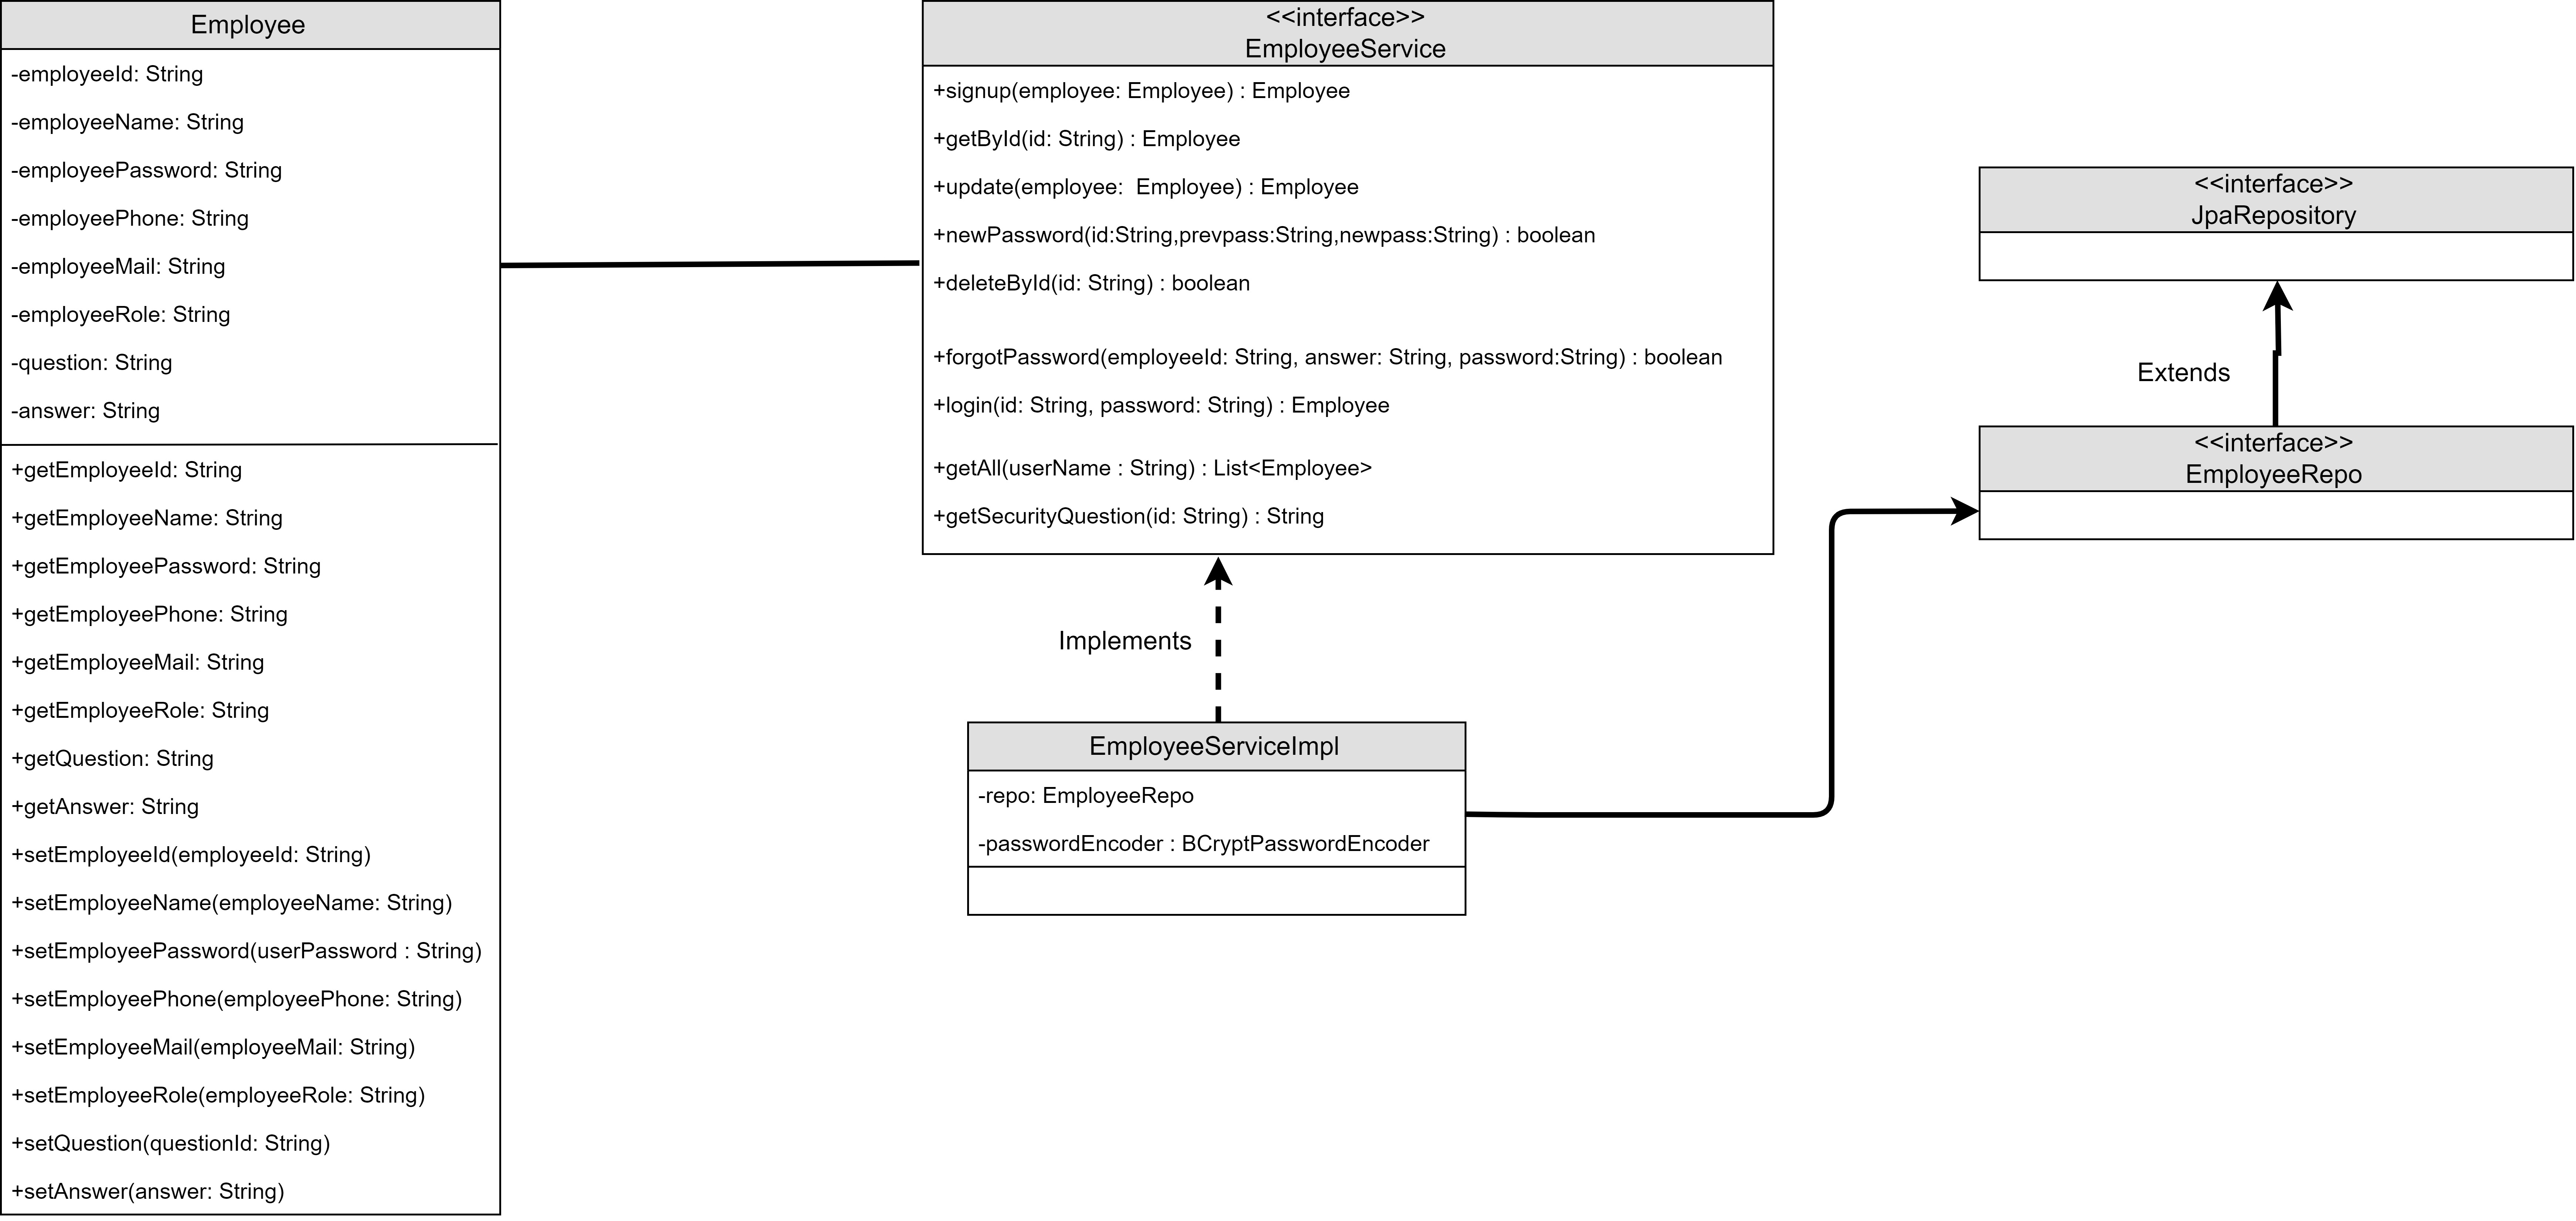 Employee
-employeeId: String
-employeeName: String
-employeePassword: String
-employeePhone: String
-employeeMail: String
-employeeRole: String
-question: String
-answer: String
+getEmployeeId: String
+getEmployeeName: String
+getEmployeePassword: String
+getEmployeePhone: String
+getEmployeeMail: String
+getEmployeeRole: String
+getQuestion: String
+getAnswer: String
+setEmployeeId(employeeId: String)
+setEmployeeName(employeeName: String)
+setEmployeePassword(userPassword : String)
+setEmployeePhone(employeePhone: String)
+setEmployeeMail(employeeMail: String)
+setEmployeeRole(employeeRole: String)
+setQuestion(questionId: String)
+setAnswer(answer: String)
<<interface>>
EmployeeService
+signup(employee: Employee) : Employee
+getById(id: String) : Employee
+update(employee:  Employee) : Employee
+newPassword(id:String,prevpass:String,newpass:String) : boolean
+deleteById(id: String) : boolean
+forgotPassword(employeeId: String, answer: String, password:String) : boolean
+login(id: String, password: String) : Employee
+getAll(userName : String) : List<Employee>
+getSecurityQuestion(id: String) : String
Implements
EmployeeServiceImpl
-repo: EmployeeRepo
-passwordEncoder : BCryptPasswordEncoder
<<interface>>
JpaRepository
Extends
<<interface>>
EmployeeRepo